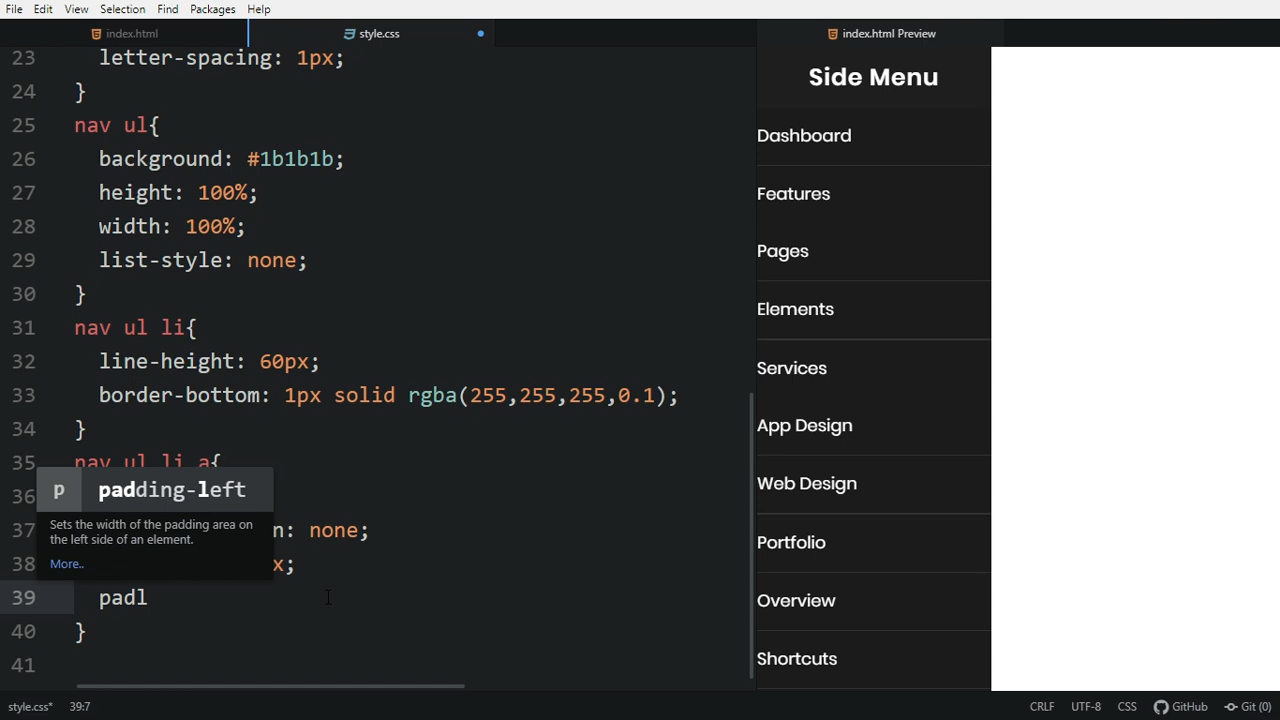 File Edit View Selection Find Packages Help
index.html
style.css
index.html Preview
23 letter-spacing: 1px;
24 }
25 nav ul{
26 background: #1b1b1b;
27 height: 100%;
28 width: 100%;
29 list-style: none;
30 }
31 nav ul li{
32 line-height: 60px;
33 border-bottom: 1px solid rgba(255,255,255,0.1);
34 }
35 nav ul li a{
36
p padding-left
Sets the width of the padding area on
the left side of an element.
More..
37 n: none;
38 x;
39 padl
40 }
41
Side Menu
Dashboard
Features
Pages
Elements
Services
App Design
Web Design
Portfolio
Overview
Shortcuts
style.css* 39:7
CRLF UTF-8 CSS GitHub Git (0)